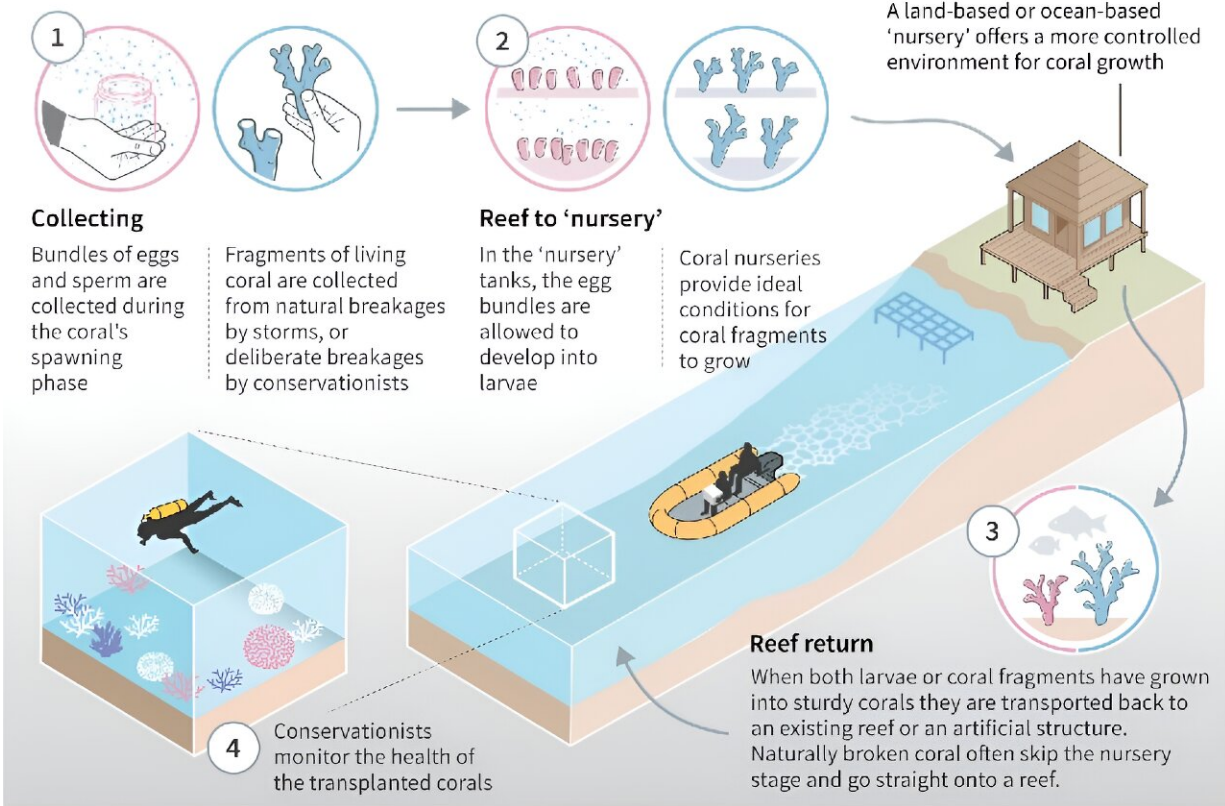 1
Collecting
Bundles of eggs
and sperm are
collected during
the coral's
spawning
phase
Fragments of living
coral are collected
from natural breakages
by storms, or
deliberate breakages
by conservationists
2
Reef to ‘nursery’
In the ‘nursery’
tanks, the egg
bundles are
allowed to
develop into
larvae
Coral nurseries
provide ideal
conditions for
coral fragments
to grow
A land-based or ocean-based
‘nursery’ offers a more controlled
environment for coral growth
3
Reef return
When both larvae or coral fragments have grown
into sturdy corals they are transported back to
an existing reef or an artificial structure.
Naturally broken coral often skip the nursery
stage and go straight onto a reef.
4
Conservationists
monitor the health of
the transplanted corals